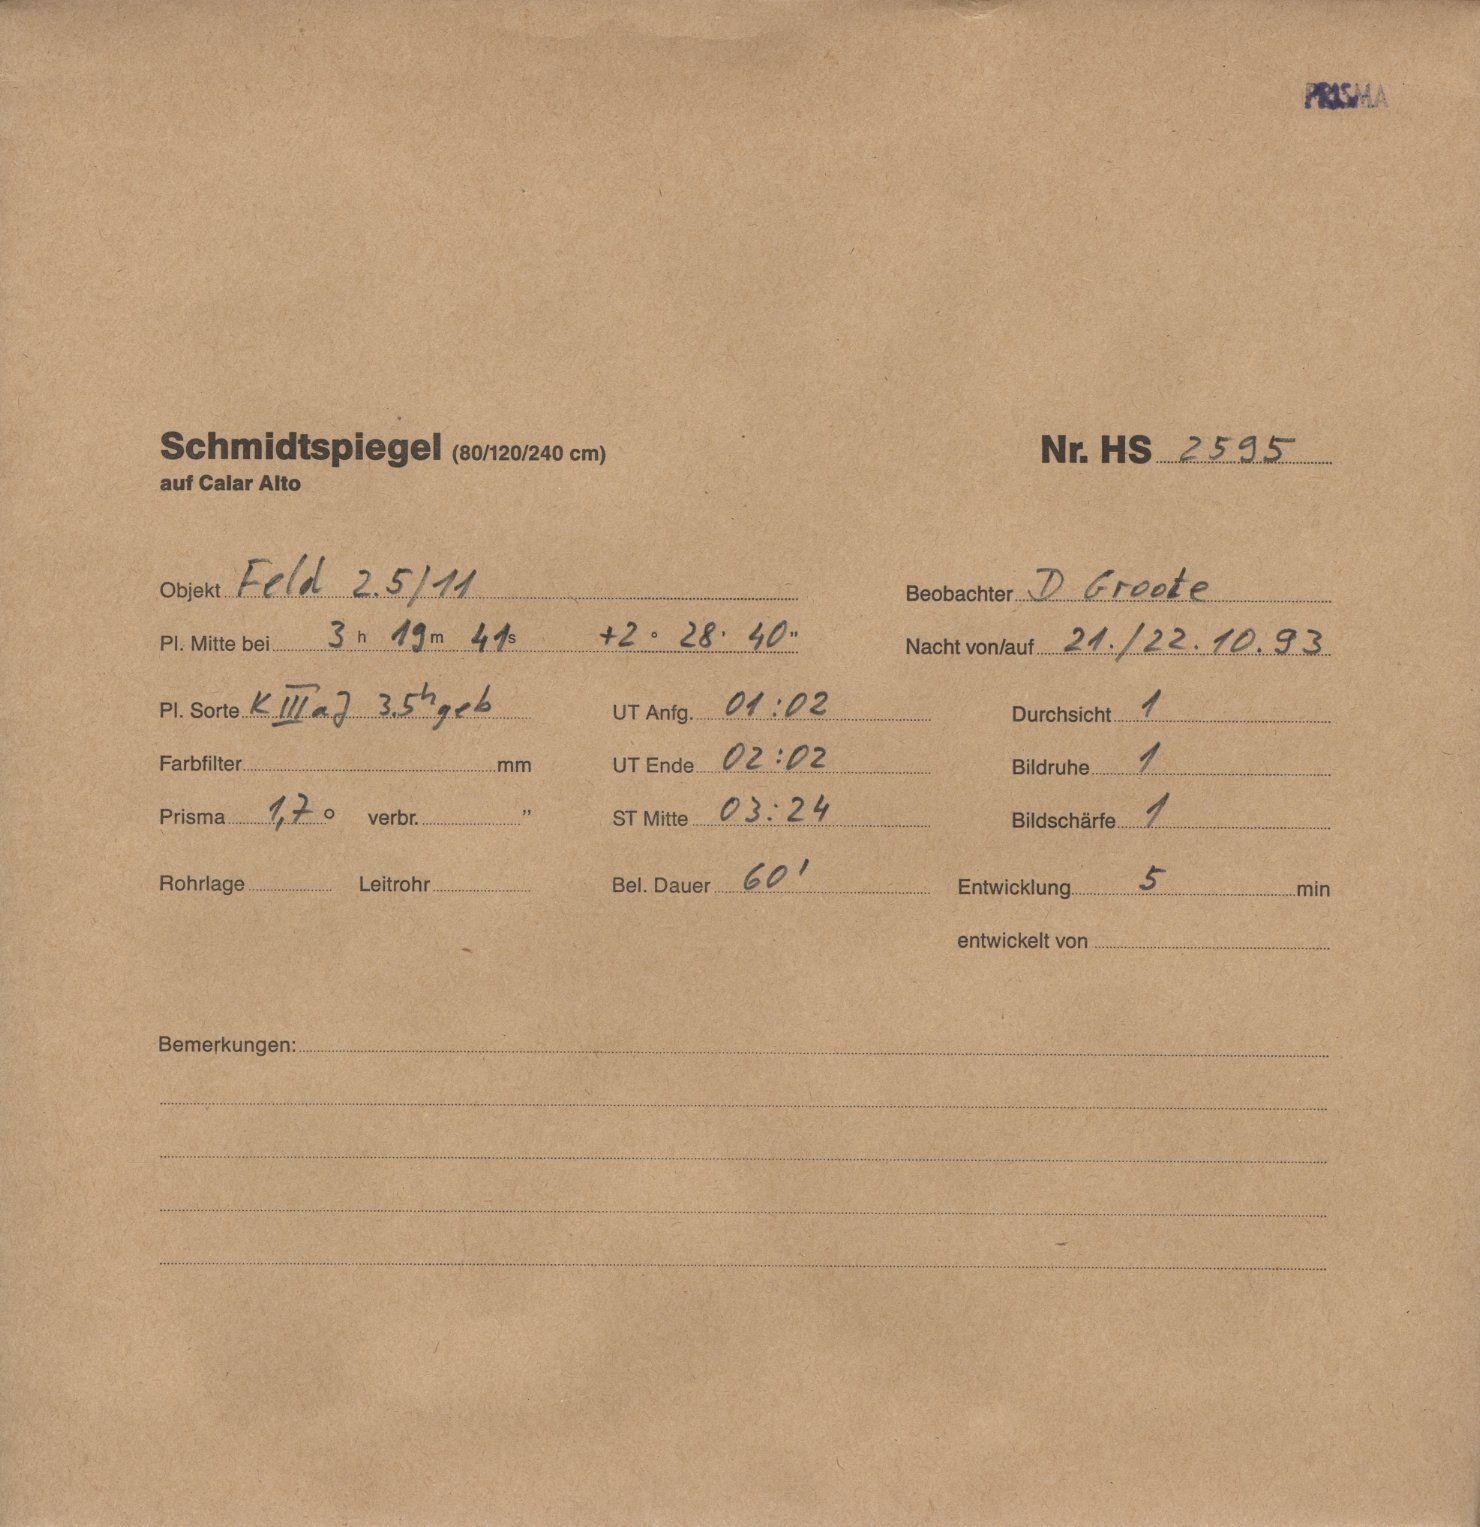 PRISMA
Schmidtspiegel (80/120/240 cm)
auf Calar Alto
Nr. HS 2595
Objekt Feld 2.5/11
Beobachter D Groote
Pl. Mitte bei 3 h 19 m 41 s +2 ° 28 ' 40 "
Nacht von/auf 21./22.10.93
Pl. Sorte K IIIaJ 3.5h geb
UT Anfg. 01:02
Durchsicht 1
Farbfilter mm
UT Ende 02:02
Bildruhe 1
Prisma 1,7 ° verbr. "
ST Mitte 03:24
Bildschärfe 1
Rohrlage Leitrohr
Bel. Dauer 60'
Entwicklung 5 min
entwickelt von
Bemerkungen: